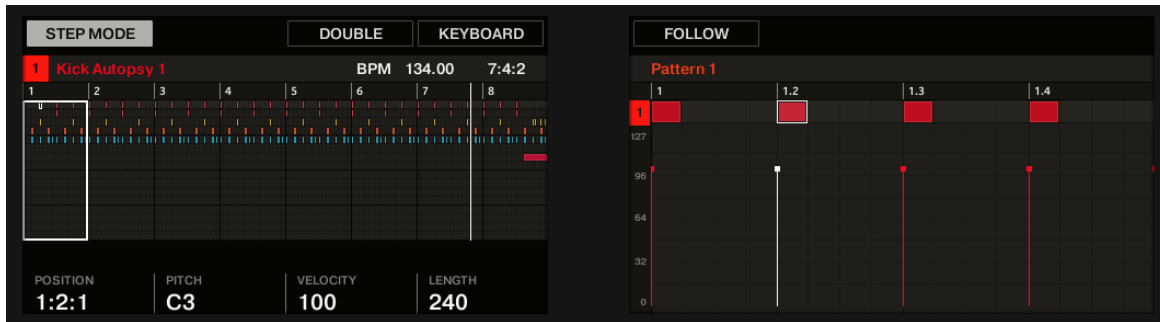 STEP MODE DOUBLE KEYBOARD
1 Kick Autopsy 1 BPM 134.00 7:4:2
1 2 3 4 5 6 7 8
POSITION PITCH VELOCITY LENGTH
1:2:1 C3 100 240
FOLLOW
Pattern 1
1 1.2 1.3 1.4
1
127
96
64
32
0